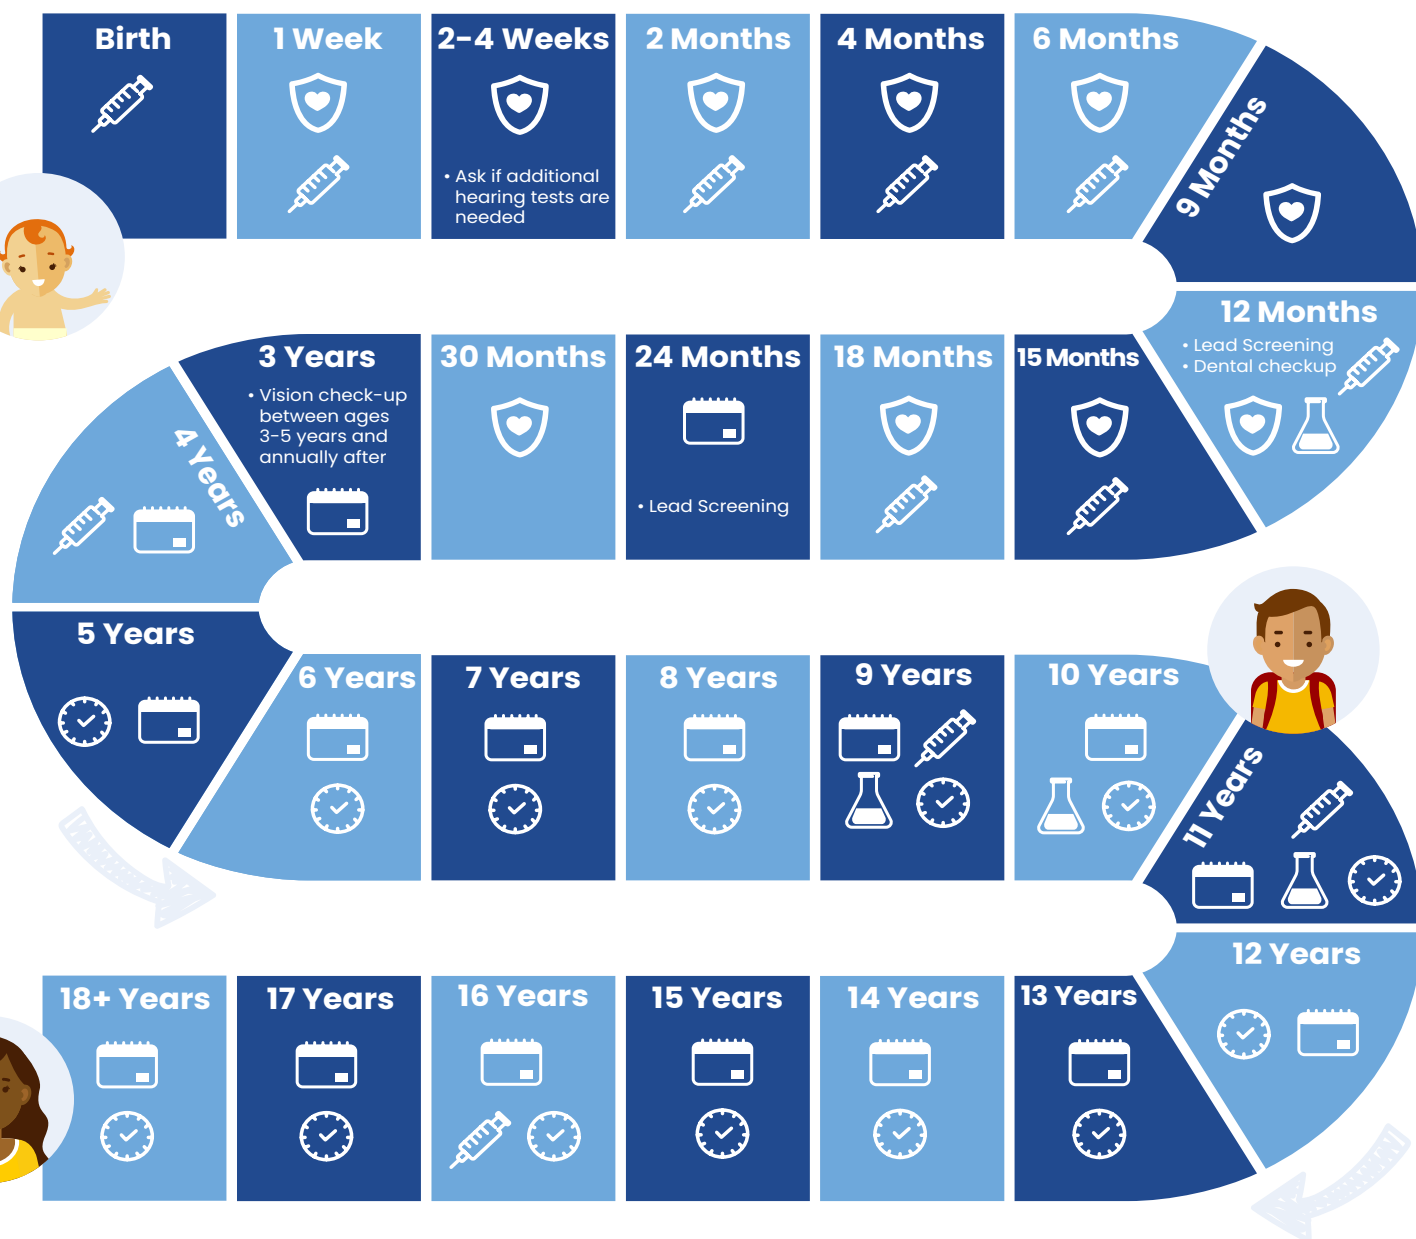 Birth
1 Week
2-4 Weeks
• Ask if additional
hearing tests are
needed
2 Months
4 Months
6 Months
9 Months
12 Months
• Lead Screening
• Dental checkup
15 Months
18 Months
24 Months
• Lead Screening
30 Months
3 Years
• Vision check-up
between ages
3-5 years and
annually after
4 Years
5 Years
6 Years
7 Years
8 Years
9 Years
10 Years
11 Years
12 Years
13 Years
14 Years
15 Years
16 Years
17 Years
18+ Years